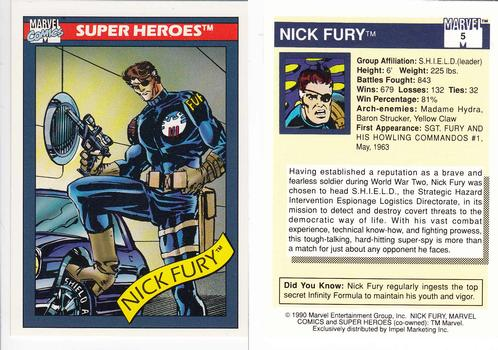 MARVEL
COMICS
SUPER HEROES™
FURY
SHIELD
NICK FURY™
NICK FURY™
MARVEL™
5
Group Affiliation: S.H.I.E.L.D.(leader)
Height: 6' Weight: 225 lbs.
Battles Fought: 843
Wins: 679 Losses: 132 Ties: 32
Win Percentage: 81%
Arch-enemies: Madame Hydra,
Baron Strucker, Yellow Claw
First Appearance: SGT. FURY AND
HIS HOWLING COMMANDOS #1,
May, 1963
Having established a reputation as a brave and
fearless soldier during World War Two, Nick Fury was
chosen to head S.H.I.E.L.D., the Strategic Hazard
Intervention Espionage Logistics Directorate, in its
mission to detect and destroy covert threats to the
democratic way of life. With his vast combat
experience, technical know-how, and fighting prowess,
this tough-talking, hard-hitting super-spy is more than
a match for just about any opponent he faces.
Did You Know: Nick Fury regularly ingests the top
secret Infinity Formula to maintain his youth and vigor.
© 1990 Marvel Entertainment Group, Inc. NICK FURY, MARVEL
COMICS and SUPER HEROES (co-owned): TM Marvel.
Exclusively distributed by Impel Marketing Inc.